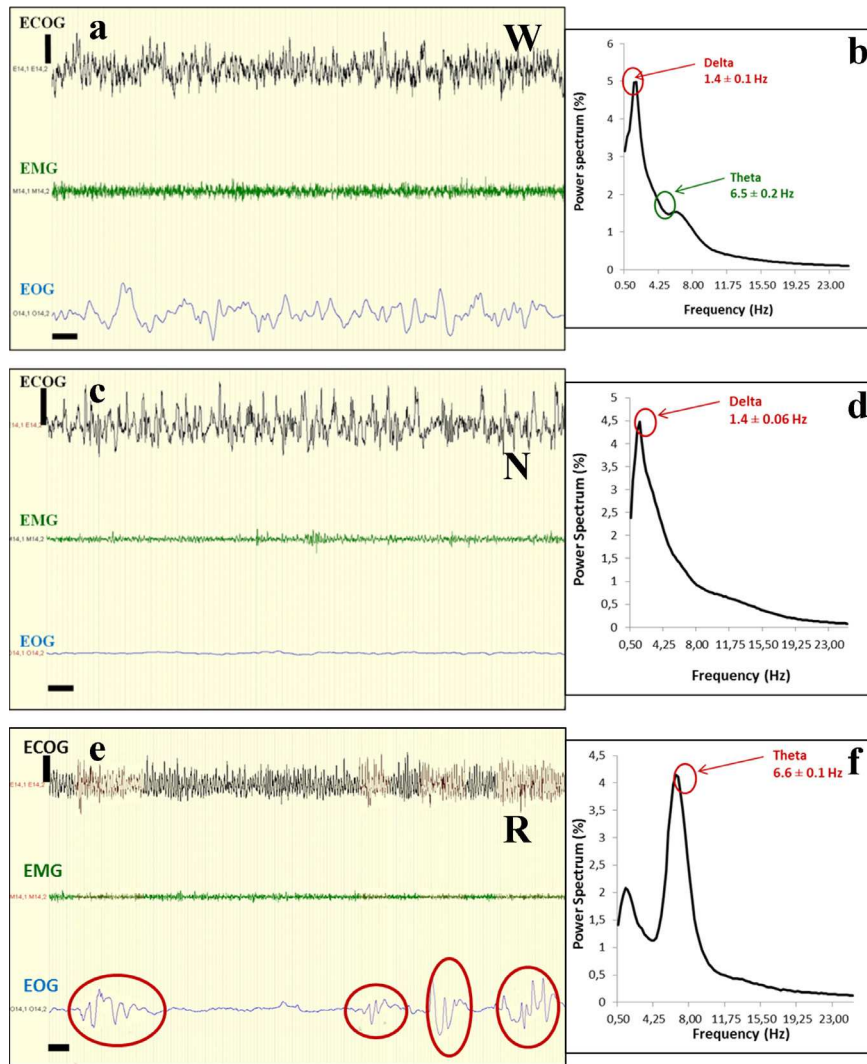 ECOG
a
W
E14,1 E14,2
EMG
M14,1 M14,2
EOG
O14,1 O14,2
b
Power spectrum (%)
6
5
4
3
2
1
0
Delta
1.4 ± 0.1 Hz
Theta
6.5 ± 0.2 Hz
0.50 4.25 8.00 11.75 15.50 19.25 23.00
Frequency (Hz)
ECOG
c
N
14,1 E14,2
EMG
14,1 M14,2
EOG
14,1 O14,2
d
Power Spectrum (%)
5
4,5
4
3,5
3
2,5
2
1,5
1
0,5
0
Delta
1.4 ± 0.06 Hz
0,50 4,25 8,00 11,75 15,50 19,25 23,00
Frequency (Hz)
ECOG
e
R
E14,1 E14,2
EMG
M14,1 M14,2
EOG
O14,1 O14,2
f
Power Spectrum (%)
4,5
4
3,5
3
2,5
2
1,5
1
0,5
0
Theta
6.6 ± 0.1 Hz
0,50 4,25 8,00 11,75 15,50 19,25 23,00
Frequency (Hz)